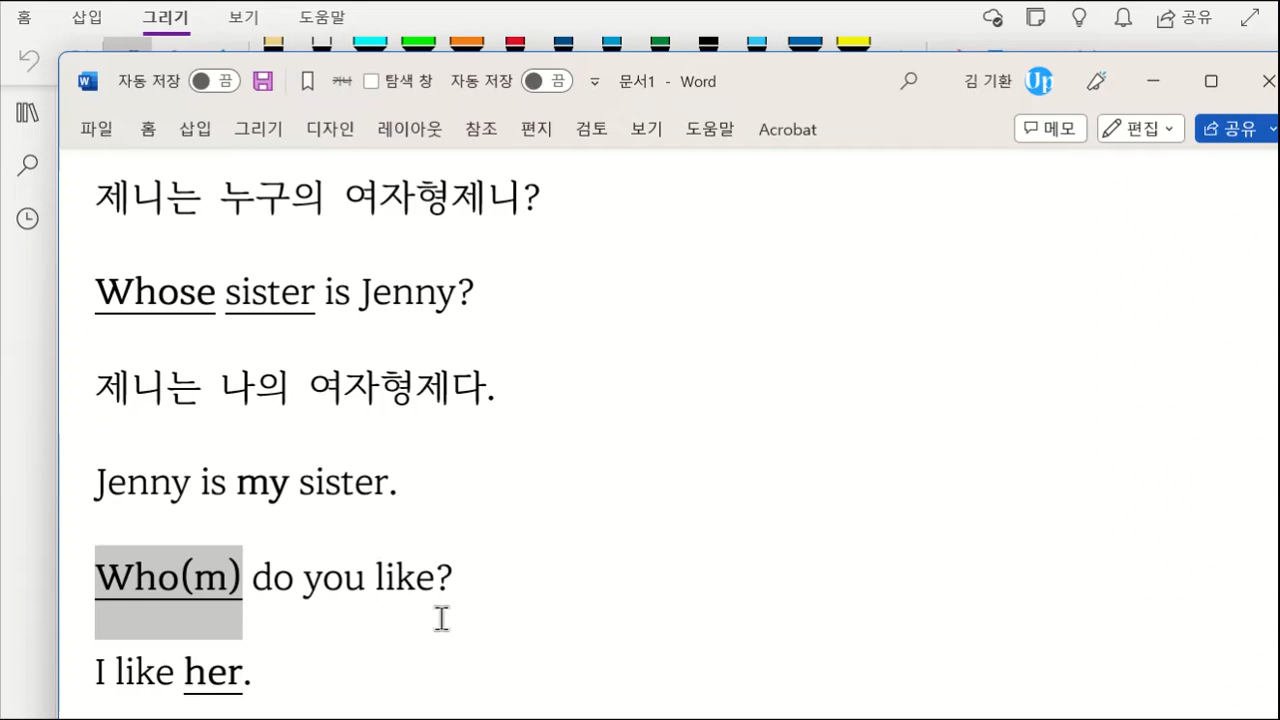 홈 삽입 그리기 보기 도움말 공유
자동 저장 끔 가나 탐색 창 자동 저장 끔 문서1 - Word 김 기환 Up
파일 홈 삽입 그리기 디자인 레이아웃 참조 편지 검토 보기 도움말 Acrobat 메모 편집 공유
제니는 누구의 여자형제니?
Whose sister is Jenny?
제니는 나의 여자형제다.
Jenny is my sister.
Who(m) do you like?
I like her.